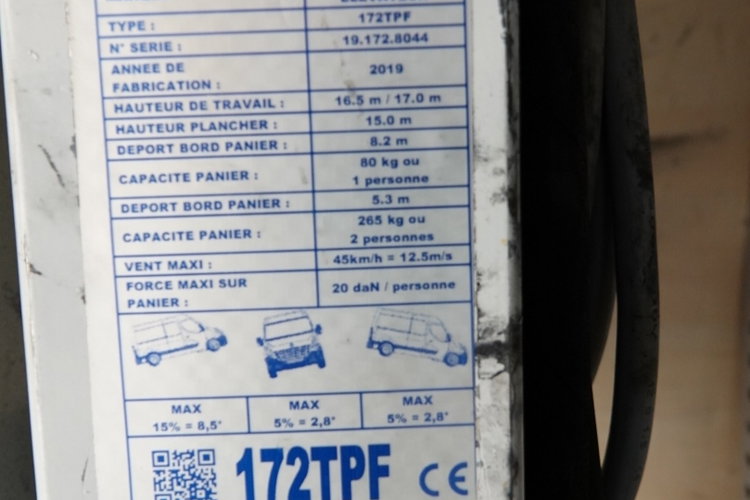 TYPE : 172TPF
N° SERIE : 19.172.8044
ANNEE DE
FABRICATION : 2019
HAUTEUR DE TRAVAIL : 16.5 m / 17.0 m
HAUTEUR PLANCHER : 15.0 m
DEPORT BORD PANIER : 8.2 m
CAPACITE PANIER : 80 kg ou
1 personne
DEPORT BORD PANIER : 5.3 m
CAPACITE PANIER : 265 kg ou
2 personnes
VENT MAXI : 45km/h = 12.5m/s
FORCE MAXI SUR
PANIER : 20 daN / personne
MAX MAX MAX
15% = 8,5° 5% = 2,8° 5% = 2,8°
172TPF CE